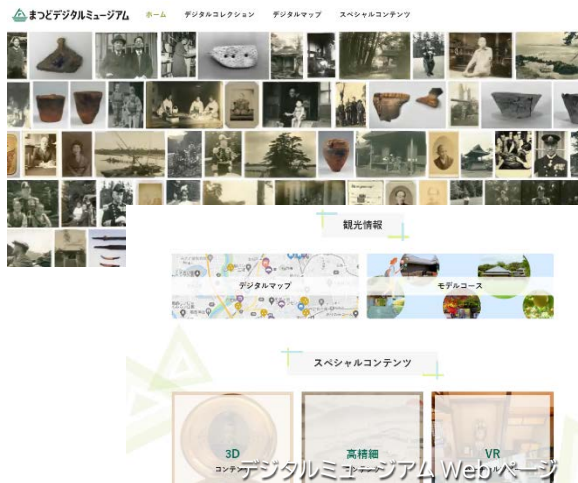 まつどデジタルミュージアム ホーム デジタルコレクション デジタルマップ スペシャルコンテンツ
観光情報
デジタルマップ モデルコース
スペシャルコンテンツ
3D 高精細 VR
デジタルミュージアム Webページ